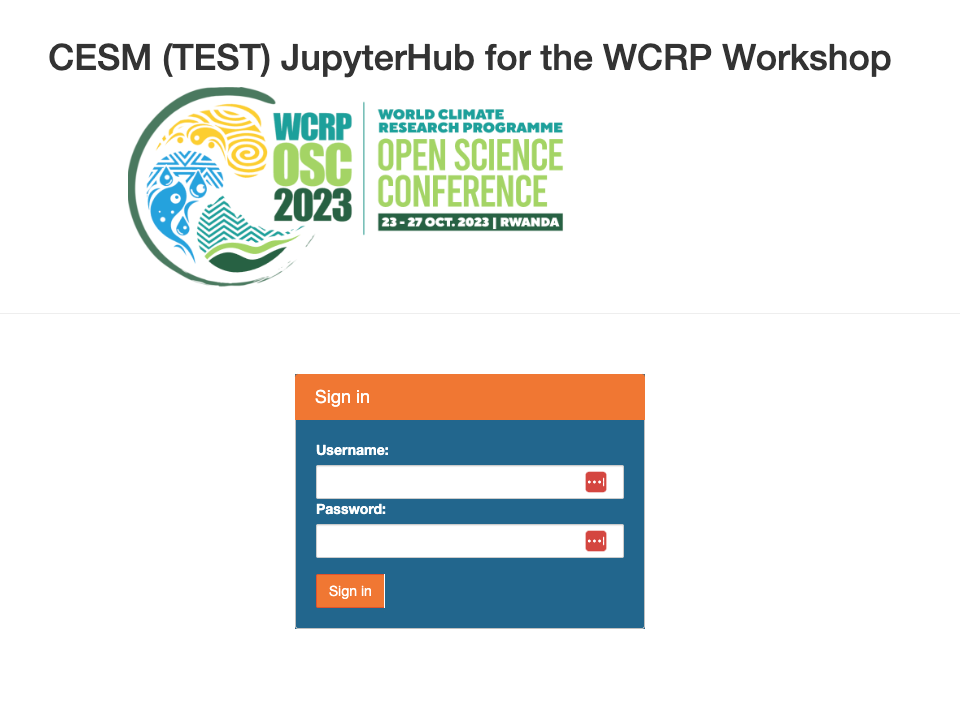 CESM (TEST) JupyterHub for the WCRP Workshop
WCRP
OSC
2023
WORLD CLIMATE
RESEARCH PROGRAMME
OPEN SCIENCE
CONFERENCE
23 - 27 OCT. 2023 | RWANDA
Sign in
Username:
Password:
Sign in